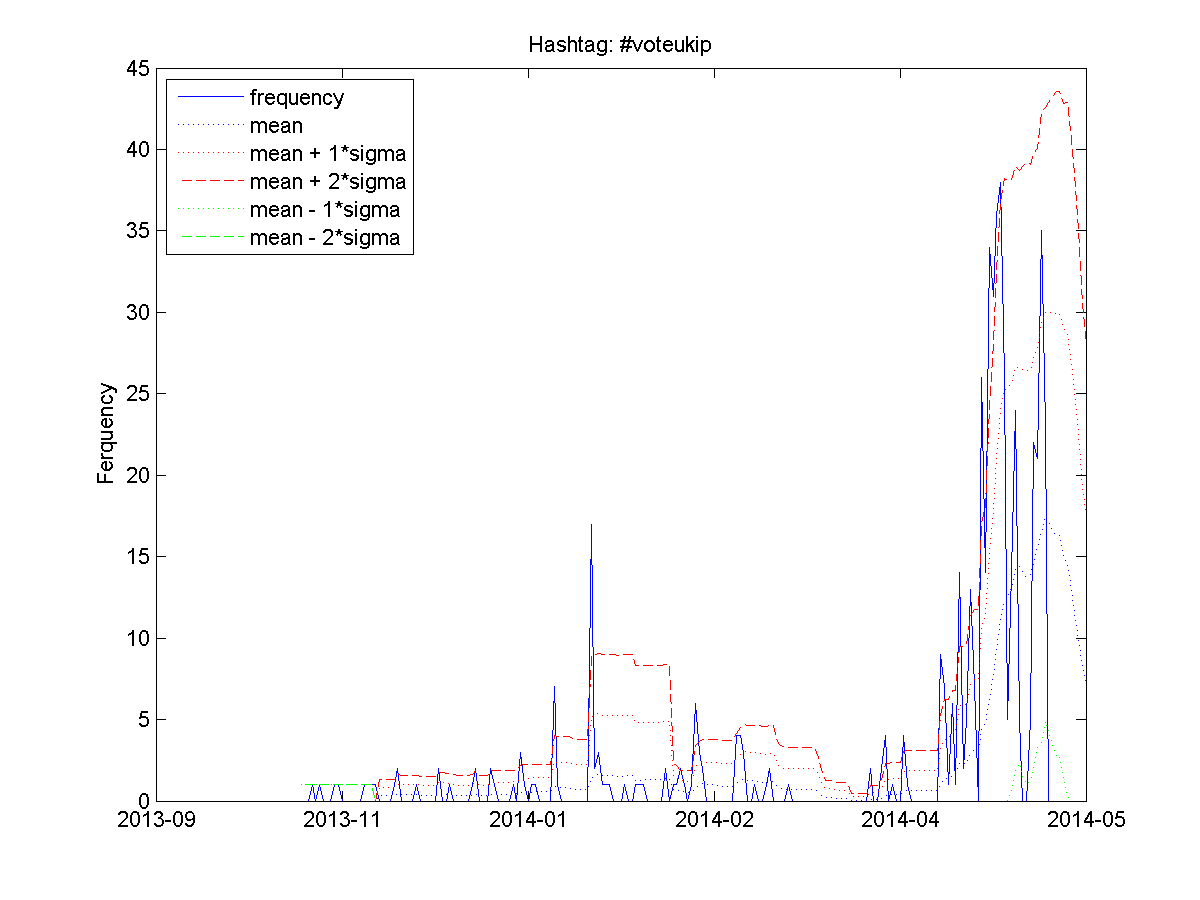 Hashtag: #voteukip
45
40
35
30
25
20
15
10
5
0
Ferquency
frequency
mean
mean + 1*sigma
mean + 2*sigma
mean - 1*sigma
mean - 2*sigma
2013-09 2013-11 2014-01 2014-02 2014-04 2014-05